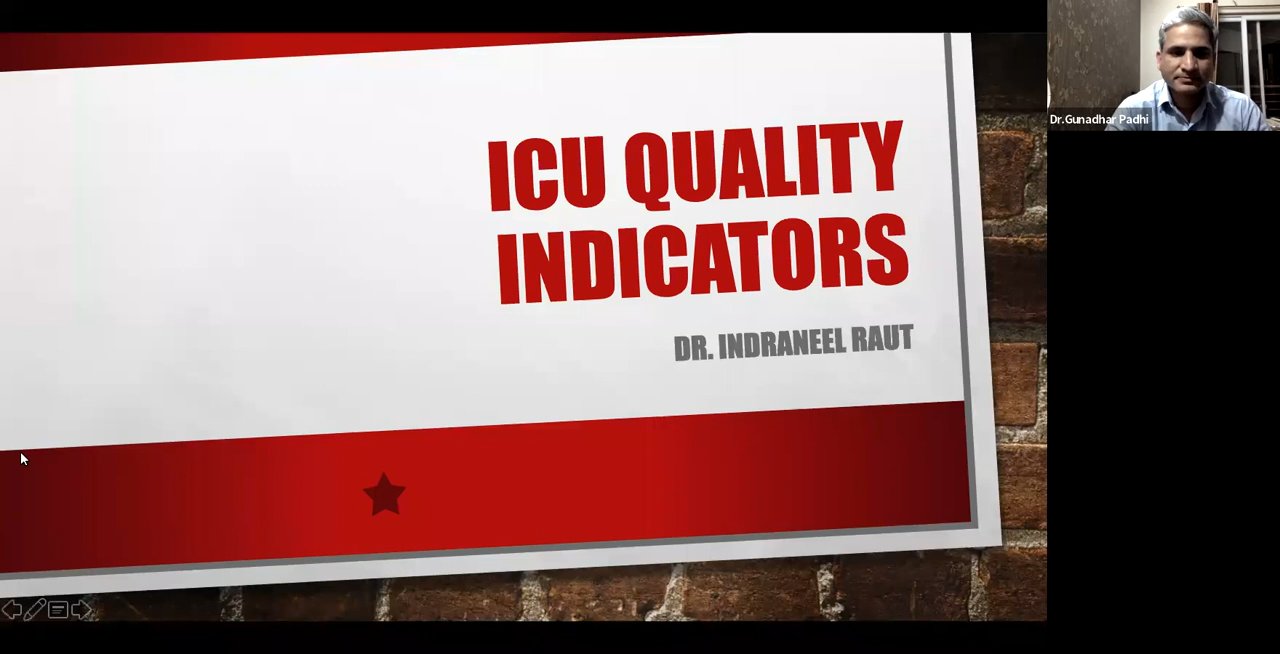 ICU QUALITY
INDICATORS
DR. INDRANEEL RAUT
Dr.Gunadhar Padhi